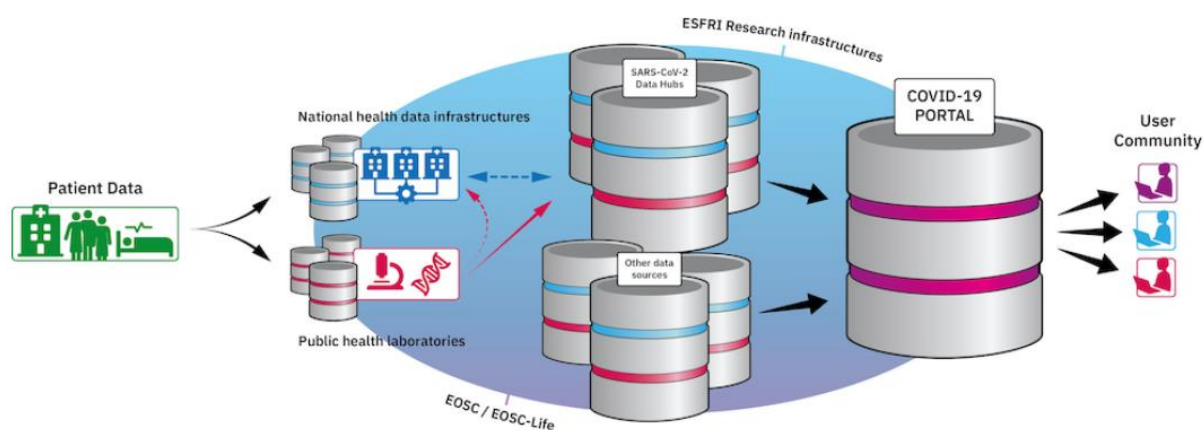 ESFRI Research infrastructures
SARS-CoV-2
Data Hubs
COVID-19
PORTAL
National health data infrastructures
User
Community
Patient Data
Other data
sources
Public health laboratories
EOSC / EOSC-Life